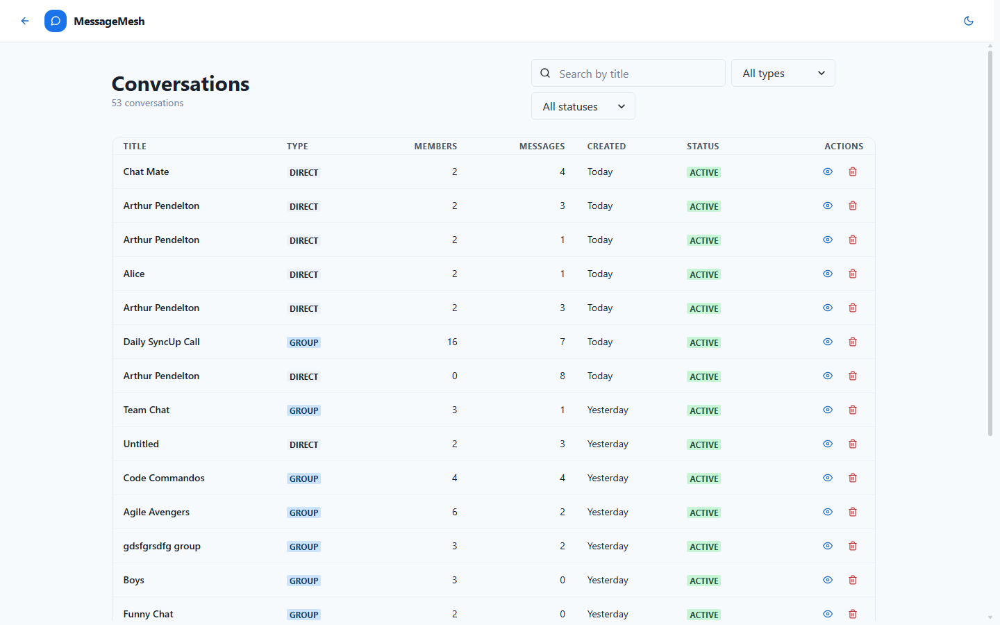 MessageMesh
Conversations
53 conversations
Search by title
All types
All statuses
TITLE TYPE MEMBERS MESSAGES CREATED STATUS ACTIONS
Chat Mate DIRECT 2 4 Today ACTIVE
Arthur Pendelton DIRECT 2 3 Today ACTIVE
Arthur Pendelton DIRECT 2 1 Today ACTIVE
Alice DIRECT 2 1 Today ACTIVE
Arthur Pendelton DIRECT 2 3 Today ACTIVE
Daily SyncUp Call GROUP 16 7 Today ACTIVE
Arthur Pendelton DIRECT 0 8 Today ACTIVE
Team Chat GROUP 3 1 Yesterday ACTIVE
Untitled DIRECT 2 3 Yesterday ACTIVE
Code Commandos GROUP 4 4 Yesterday ACTIVE
Agile Avengers GROUP 6 2 Yesterday ACTIVE
gdsfgrsdfg group GROUP 3 2 Yesterday ACTIVE
Boys GROUP 3 0 Yesterday ACTIVE
Funny Chat GROUP 2 0 Yesterday ACTIVE